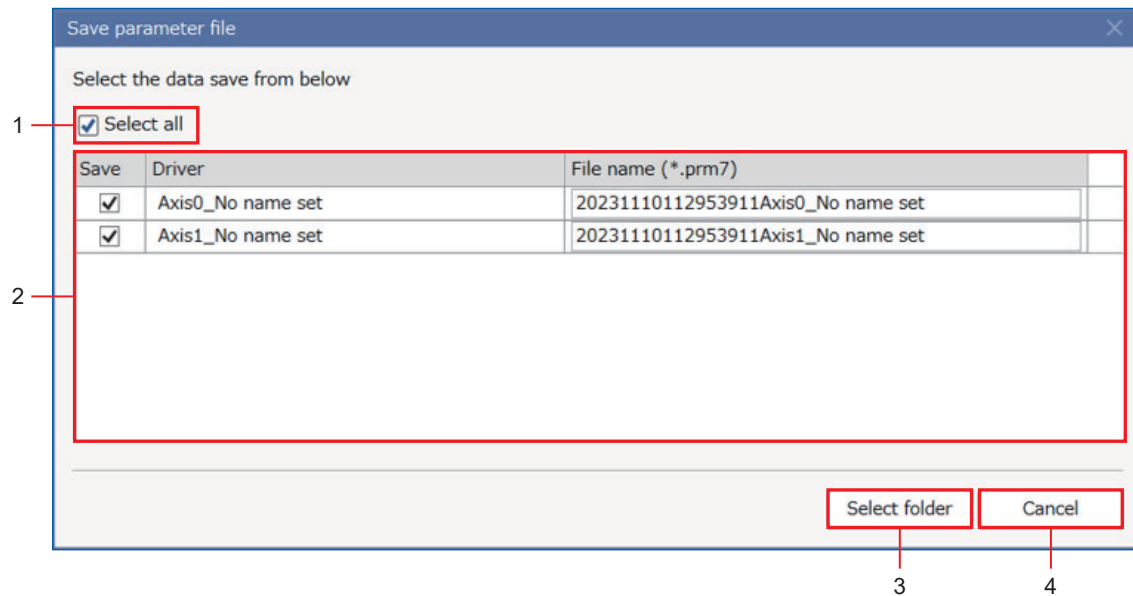 Save parameter file
Select the data save from below
1
Select all
Save Driver File name (*.prm7)
Axis0_No name set 20231110112953911Axis0_No name set
Axis1_No name set 20231110112953911Axis1_No name set
2
Select folder Cancel
3 4